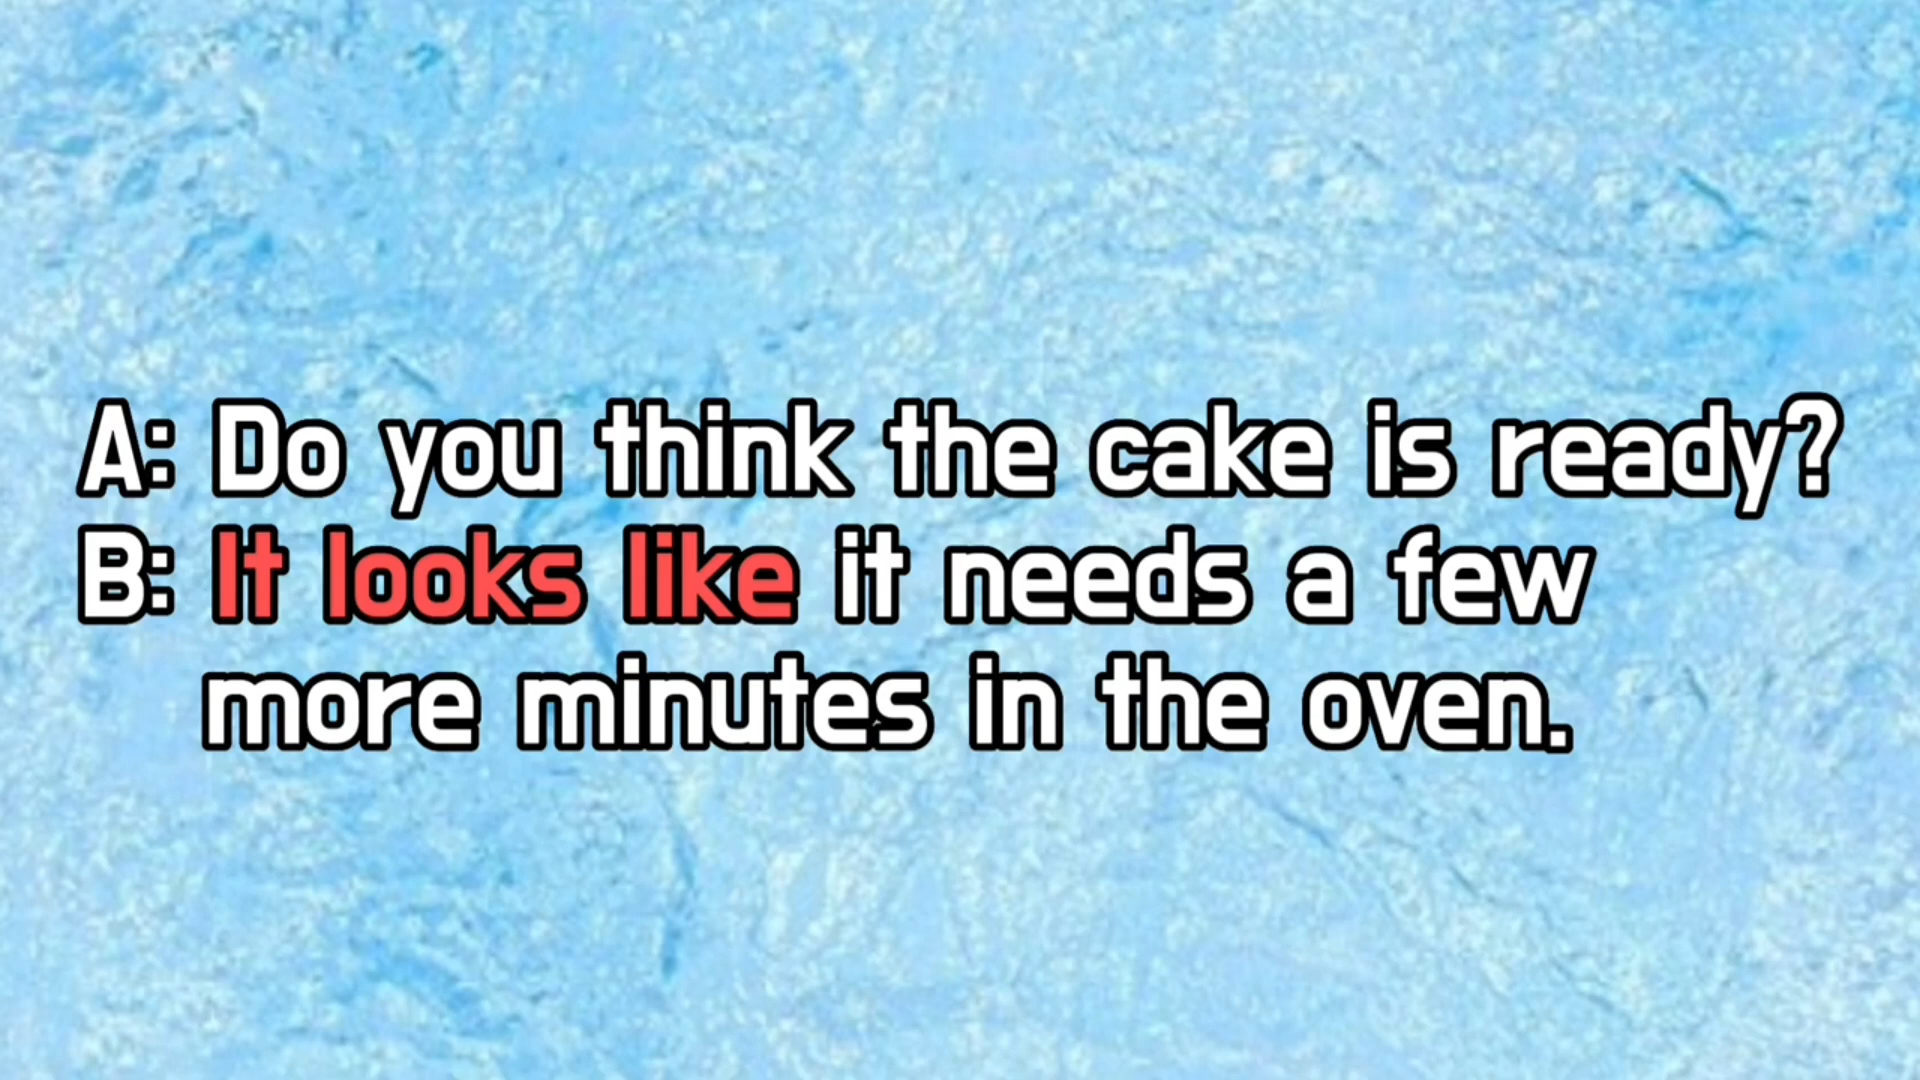 A: Do you think the cake is ready?
B: It looks like it needs a few
more minutes in the oven.